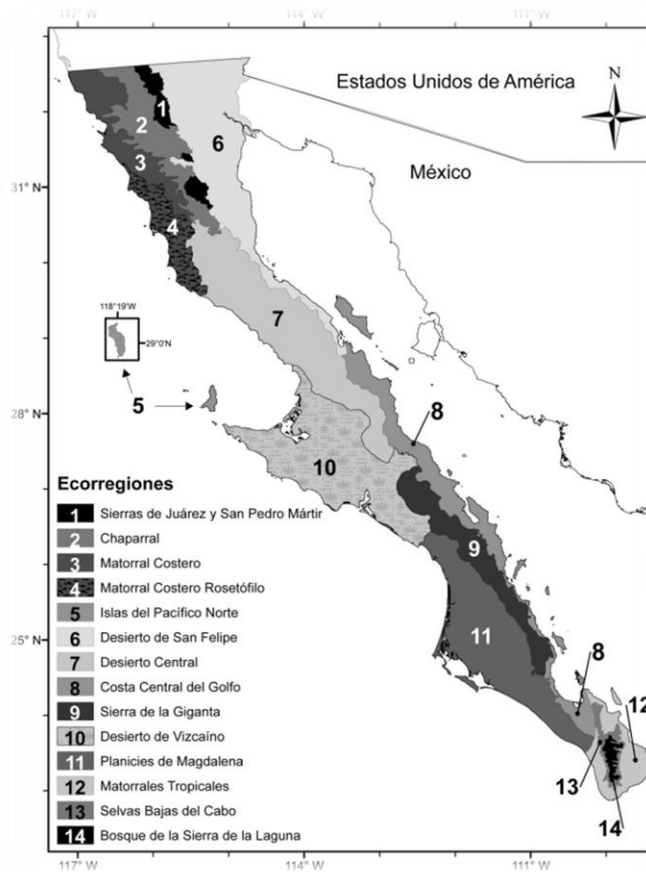 117° W
114° W
111° W
Estados Unidos de América
N
México
31° N
118°19'W
29°0'N
28° N
25° N
1
2
3
4
5
6
7
8
9
10
11
8
12
13
14
Ecorregiones
1 Sierras de Juárez y San Pedro Mártir
2 Chaparral
3 Matorral Costero
4 Matorral Costero Rosetófilo
5 Islas del Pacífico Norte
6 Desierto de San Felipe
7 Desierto Central
8 Costa Central del Golfo
9 Sierra de la Giganta
10 Desierto de Vizcaíno
11 Planicies de Magdalena
12 Matorrales Tropicales
13 Selvas Bajas del Cabo
14 Bosque de la Sierra de la Laguna
117° W
114° W
111° W